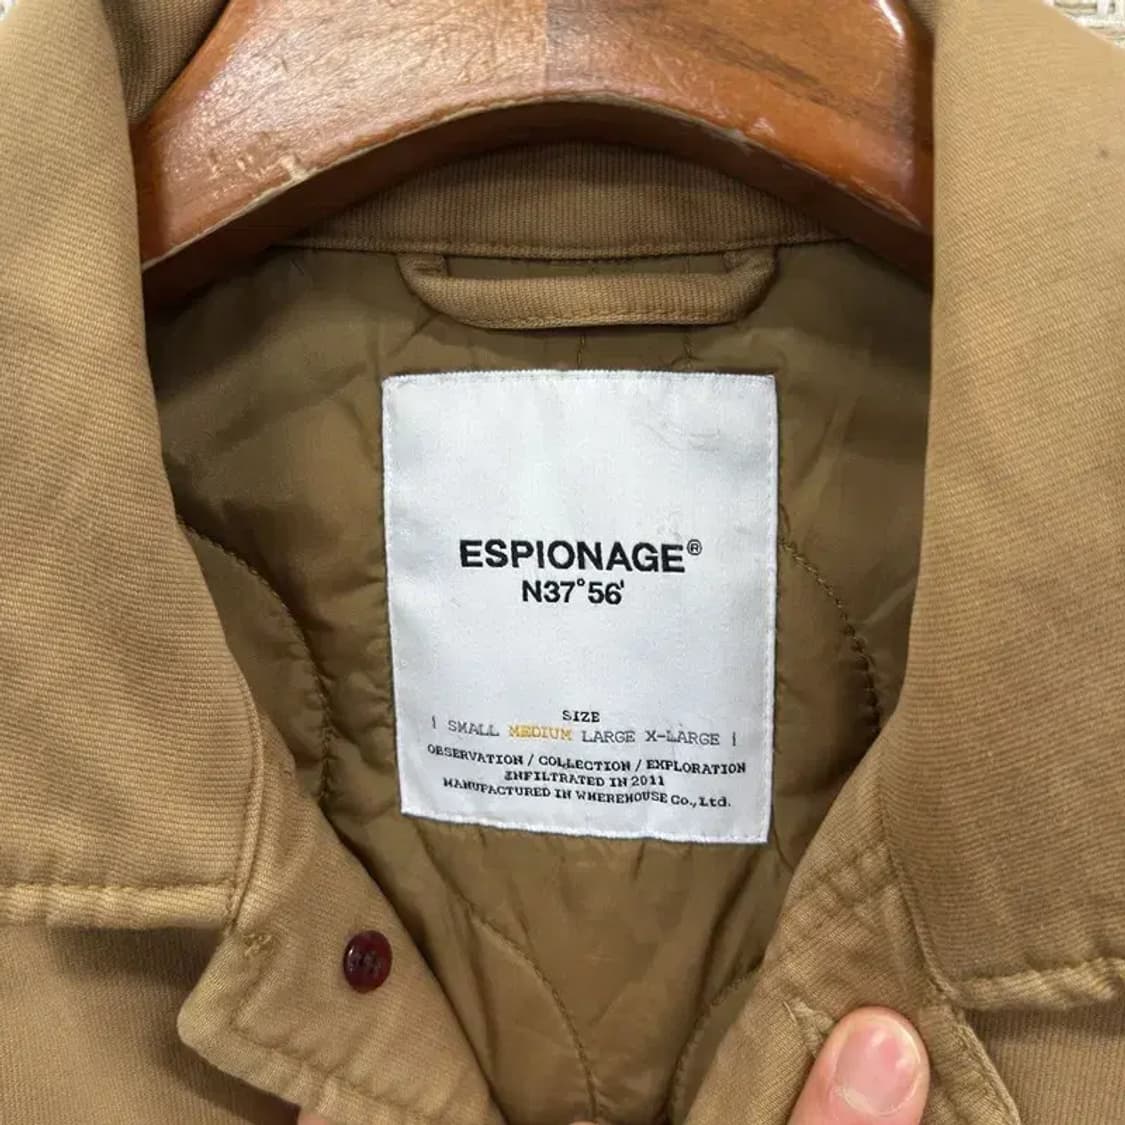 ESPIONAGE®
N37°56'
SIZE
| SMALL MEDIUM LARGE X-LARGE |
OBSERVATION / COLLECTION / EXPLORATION
INFILTRATED IN 2011
MANUFACTURED IN WHEREHOUSE Co., Ltd.